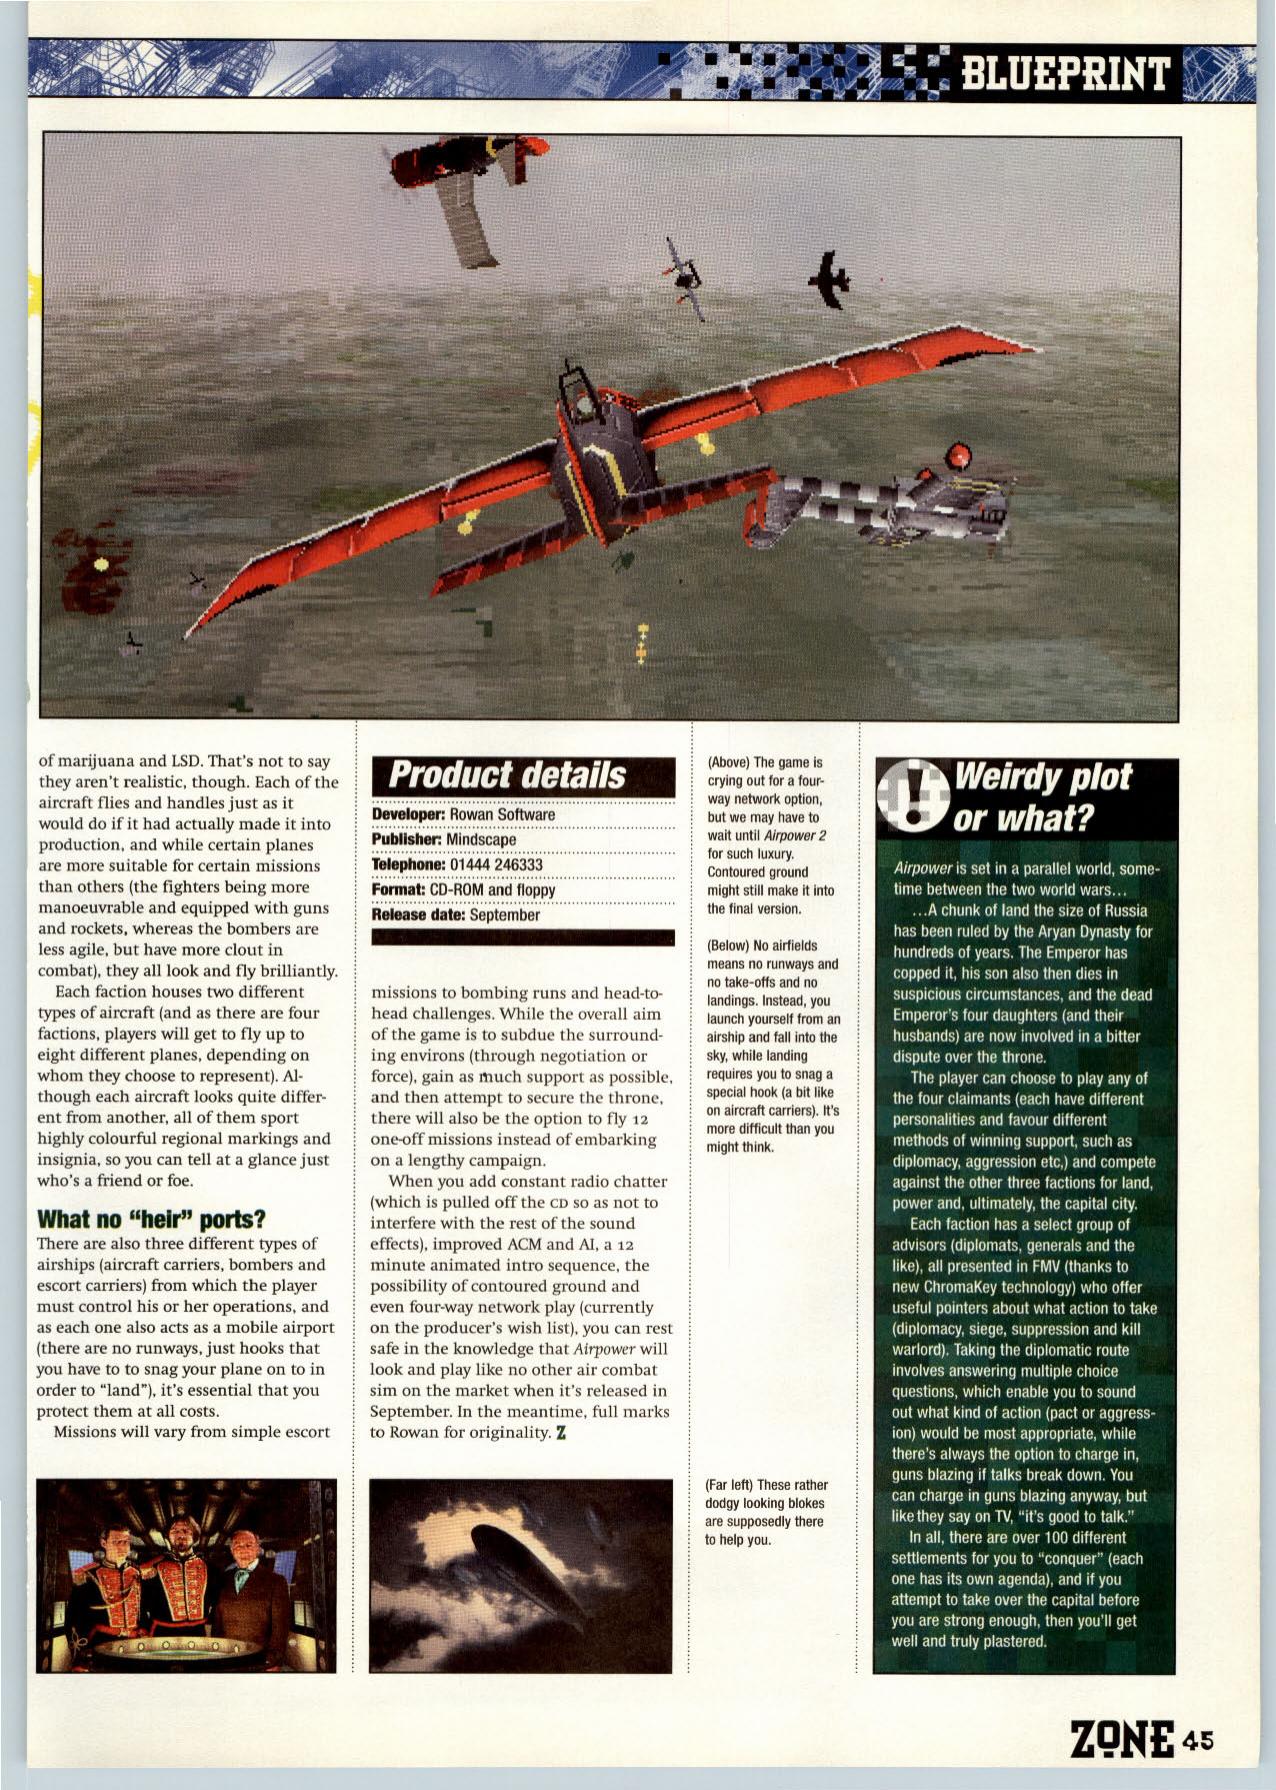 BLUEPRINT
of marijuana and LSD. That's not to say
they aren't realistic, though. Each of the
aircraft flies and handles just as it
would do if it had actually made it into
production, and while certain planes
are more suitable for certain missions
than others (the fighters being more
manoeuvrable and equipped with guns
and rockets, whereas the bombers are
less agile, but have more clout in
combat), they all look and fly brilliantly.
Each faction houses two different
types of aircraft (and as there are four
factions, players will get to fly up to
eight different planes, depending on
whom they choose to represent). Al-
though each aircraft looks quite differ-
ent from another, all of them sport
highly colourful regional markings and
insignia, so you can tell at a glance just
who's a friend or foe.
What no "heir" ports?
There are also three different types of
airships (aircraft carriers, bombers and
escort carriers) from which the player
must control his or her operations, and
as each one also acts as a mobile airport
(there are no runways, just hooks that
you have to to snag your plane on to in
order to "land"), it's essential that you
protect them at all costs.
Missions will vary from simple escort
Product details
Developer: Rowan Software
Publisher: Mindscape
Telephone: 01444 246333
Format: CD-ROM and floppy
Release date: September
missions to bombing runs and head-to-
head challenges. While the overall aim
of the game is to subdue the surround-
ing environs (through negotiation or
force), gain as much support as possible,
and then attempt to secure the throne,
there will also be the option to fly 12
one-off missions instead of embarking
on a lengthy campaign.
When you add constant radio chatter
(which is pulled off the CD so as not to
interfere with the rest of the sound
effects), improved ACM and AI, a 12
minute animated intro sequence, the
possibility of contoured ground and
even four-way network play (currently
on the producer's wish list), you can rest
safe in the knowledge that Airpower will
look and play like no other air combat
sim on the market when it's released in
September. In the meantime, full marks
to Rowan for originality. Z
(Above) The game is
crying out for a four-
way network option,
but we may have to
wait until Airpower 2
for such luxury.
Contoured ground
might still make it into
the final version.
(Below) No airfields
means no runways and
no take-offs and no
landings. Instead, you
launch yourself from an
airship and fall into the
sky, while landing
requires you to snag a
special hook (a bit like
on aircraft carriers). It's
more difficult than you
might think.
(Far left) These rather
dodgy looking blokes
are supposedly there
to help you.
! Weirdy plot
or what?
Airpower is set in a parallel world, some-
time between the two world wars...
...A chunk of land the size of Russia
has been ruled by the Aryan Dynasty for
hundreds of years. The Emperor has
copped it, his son also then dies in
suspicious circumstances, and the dead
Emperor's four daughters (and their
husbands) are now involved in a bitter
dispute over the throne.
The player can choose to play any of
the four claimants (each have different
personalities and favour different
methods of winning support, such as
diplomacy, aggression etc,) and compete
against the other three factions for land,
power and, ultimately, the capital city.
Each faction has a select group of
advisors (diplomats, generals and the
like), all presented in FMV (thanks to
new ChromaKey technology) who offer
useful pointers about what action to take
(diplomacy, siege, suppression and kill
warlord). Taking the diplomatic route
involves answering multiple choice
questions, which enable you to sound
out what kind of action (pact or aggress-
ion) would be most appropriate, while
there's always the option to charge in,
guns blazing if talks break down. You
can charge in guns blazing anyway, but
like they say on TV, "it's good to talk."
In all, there are over 100 different
settlements for you to "conquer" (each
one has its own agenda), and if you
attempt to take over the capital before
you are strong enough, then you'll get
well and truly plastered.
ZONE 45